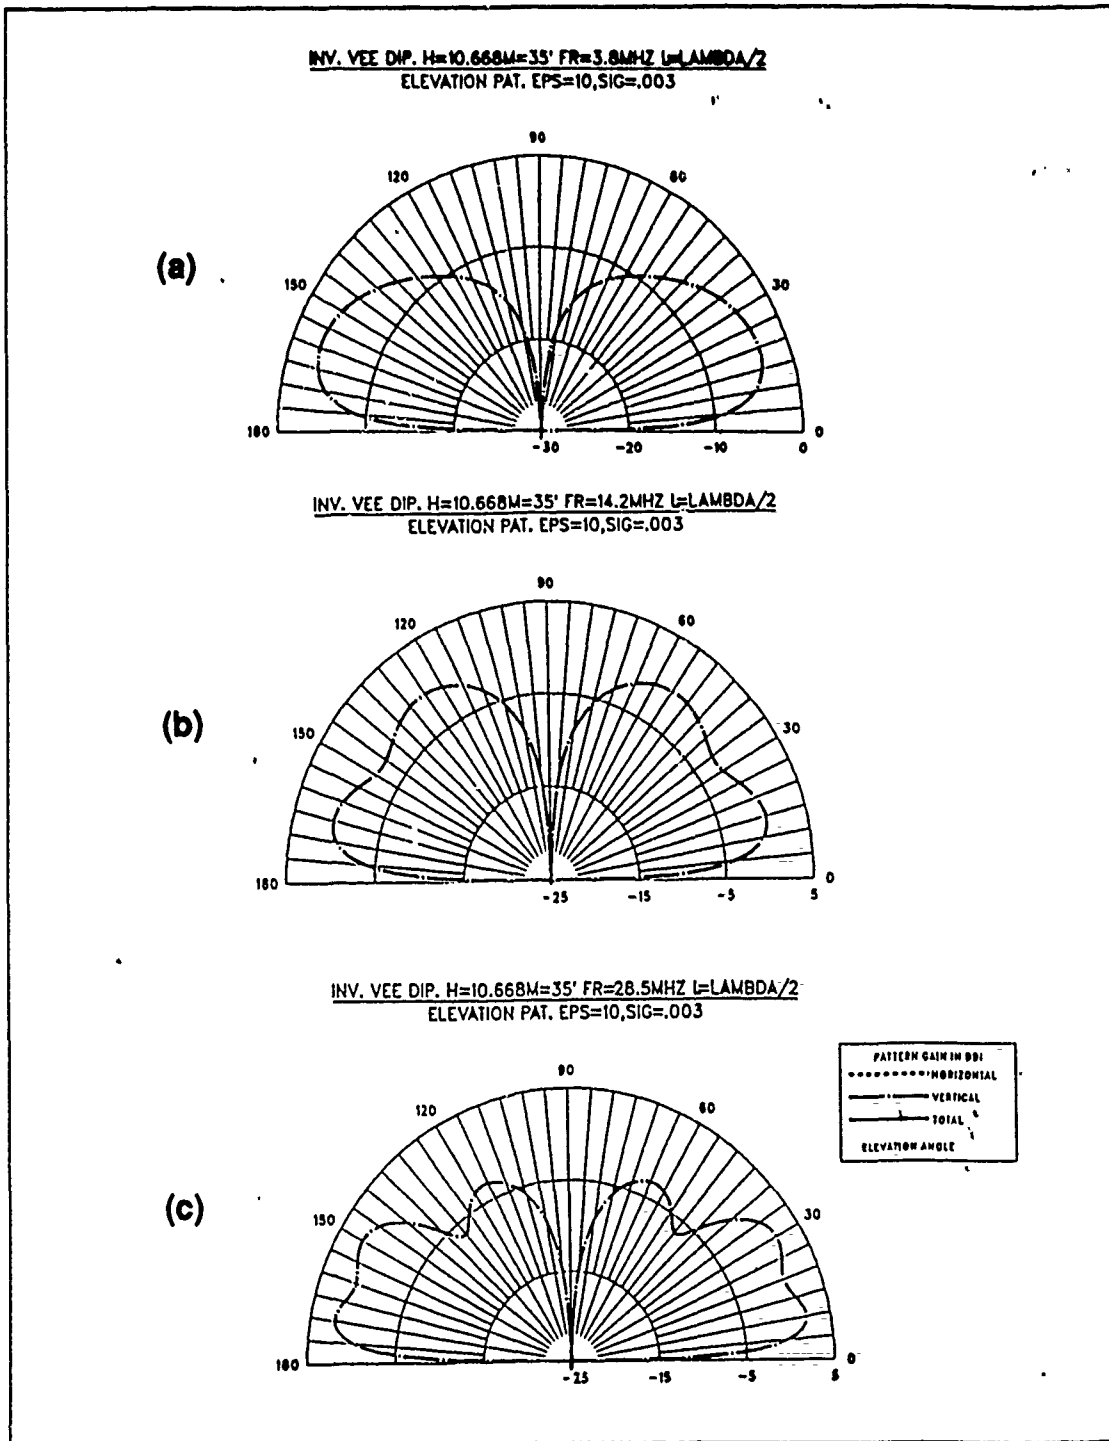 INV. VEE DIP. H=10.668M=35' FR=3.8MHZ L=LAMBDA/2
ELEVATION PAT. EPS=10,SIG=.003
90
120
60
(a)
150
30
180
-30
-20
-10
0
0
INV. VEE DIP. H=10.668M=35' FR=14.2MHZ L=LAMBDA/2
ELEVATION PAT. EPS=10,SIG=.003
90
120
60
(b)
150
30
180
-25
-15
-5
5
0
INV. VEE DIP. H=10.668M=35' FR=28.5MHZ L=LAMBDA/2
ELEVATION PAT. EPS=10,SIG=.003
PATTERN GAIN IN DBI
HORIZONTAL
VERTICAL
TOTAL
ELEVATION ANGLE
90
120
60
(c)
150
30
180
-25
-15
-5
5
0